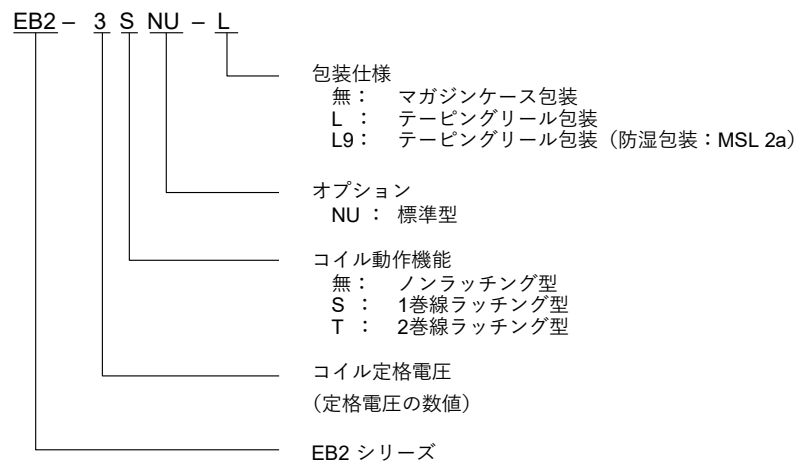 EB2 – 3 S NU – L
包装仕様
無： マガジンケース包装
L ： テーピングリール包装
L9： テーピングリール包装（防湿包装：MSL 2a）
オプション
NU ： 標準型
コイル動作機能
無： ノンラッチング型
S ： 1巻線ラッチング型
T ： 2巻線ラッチング型
コイル定格電圧
（定格電圧の数値）
EB2 シリーズ